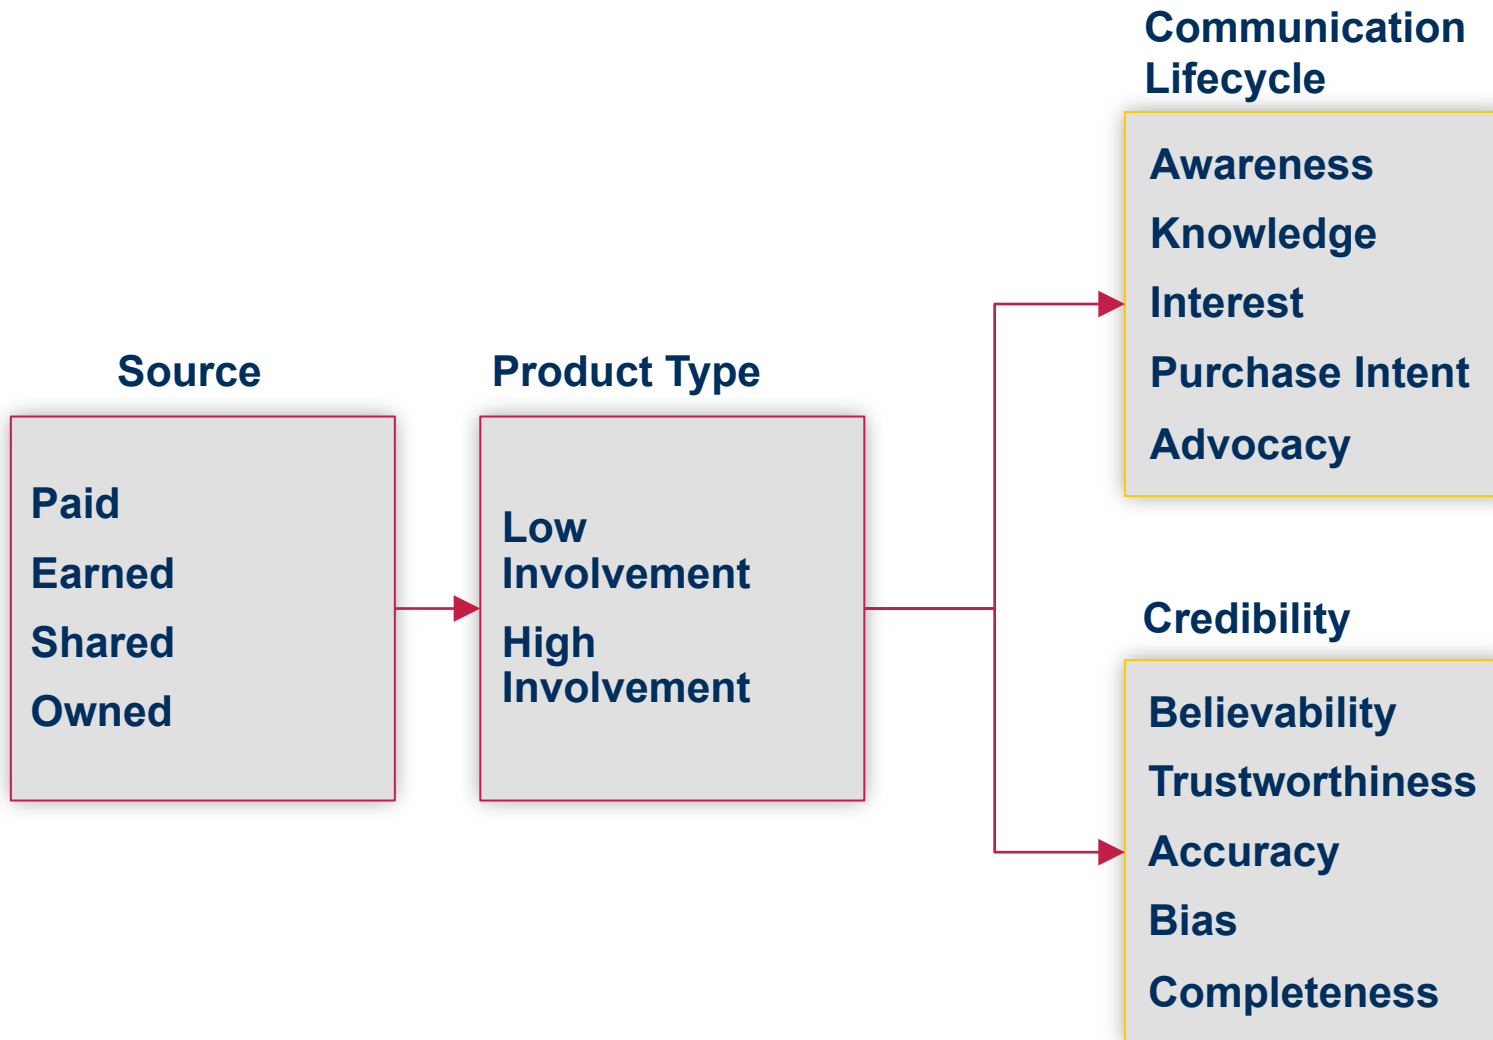 Source
Paid
Earned
Shared
Owned
Product Type
Low
Involvement
High
Involvement
Communication
Lifecycle
Awareness
Knowledge
Interest
Purchase Intent
Advocacy
Credibility
Believability
Trustworthiness
Accuracy
Bias
Completeness